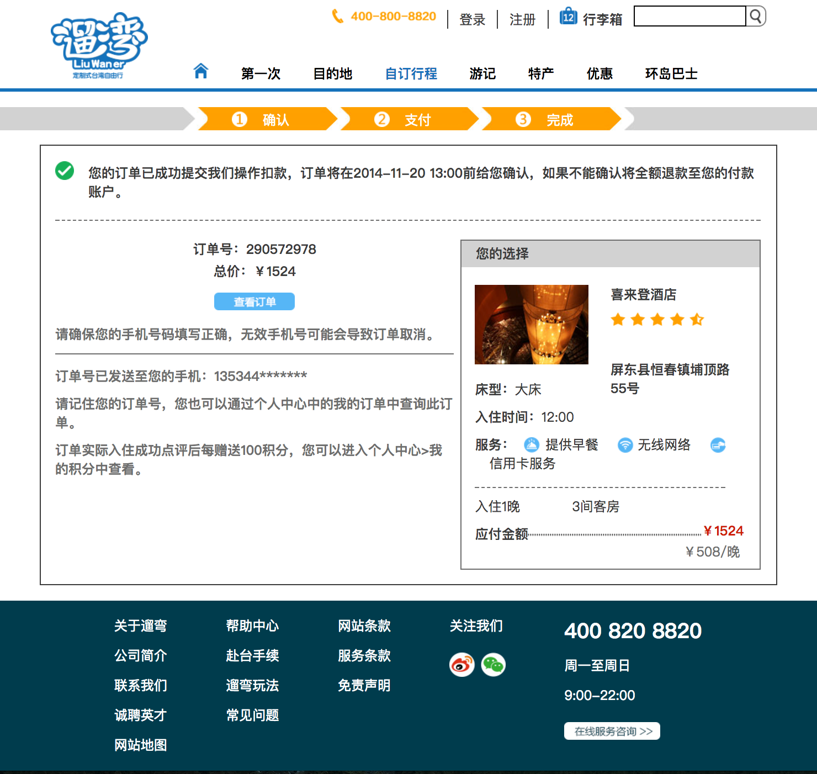 遛弯
LiuWaner
定制式台湾自由行
400-800-8820
登录
注册
12
行李箱
第一次
目的地
自订行程
游记
特产
优惠
环岛巴士
1 确认
2 支付
3 完成
您的订单已成功提交我们操作扣款，订单将在2014-11-20 13:00前给您确认，如果不能确认将全额退款至您的付款
账户。
订单号：290572978
总价：￥1524
查看订单
请确保您的手机号码填写正确，无效手机号可能会导致订单取消。
订单号已发送至您的手机：135344*******
请记住您的订单号，您也可以通过个人中心中的我的订单中查询此订
单。
订单实际入住成功点评后每赠送100积分，您可以进入个人中心>我
的积分中查看。
您的选择
喜来登酒店
屏东县恒春镇埔顶路
55号
床型：大床
入住时间：12:00
服务： 提供早餐 无线网络
信用卡服务
入住1晚 3间客房
应付金额 ￥1524
￥508/晚
关于遛弯
公司简介
联系我们
诚聘英才
网站地图
帮助中心
赴台手续
遛弯玩法
常见问题
网站条款
服务条款
免责声明
关注我们
400 820 8820
周一至周日
9:00-22:00
在线服务咨询 >>